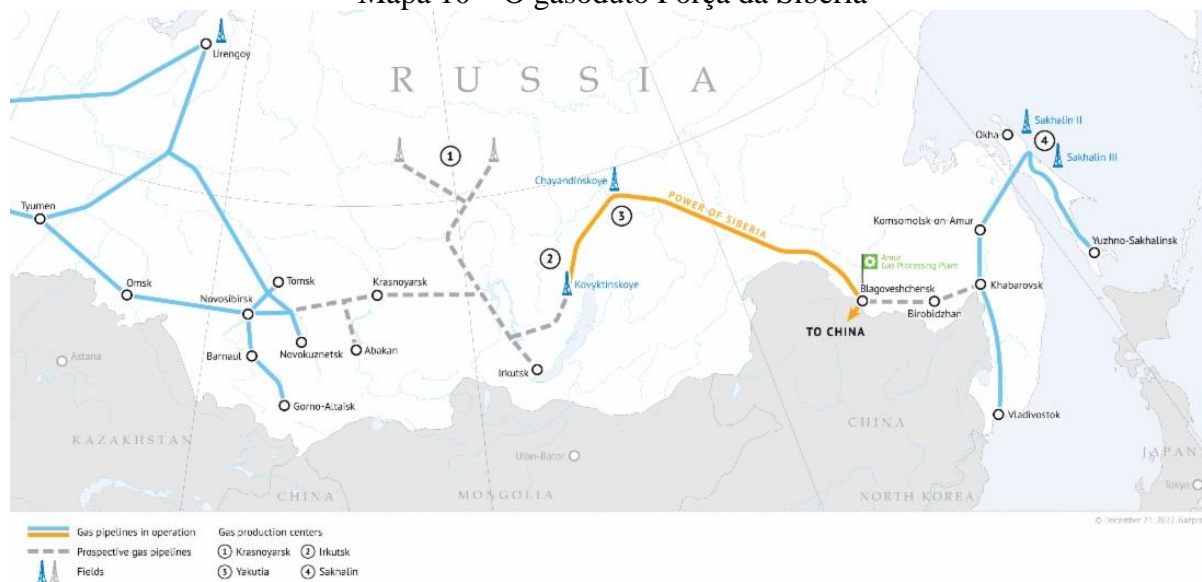 Mapa 10 – O gasoduto Força da Sibéria
Urengoy
RUSSIA
Okha
Sakhalin II
4
Sakhalin III
1
Chayandinskoye
POWER OF SIBERIA
3
Tyumen
Komsomolsk-on-Amur
Yuzhno-Sakhalinsk
2
Amur
Gas Processing Plant
Omsk
Tomsk
Krasnoyarsk
Kovyktinskoye
Blagoveshchensk
Khabarovsk
Novosibirsk
Birobidzhan
TO CHINA
Astana
Barnaul
Novokuznetsk
Abakan
Irkutsk
Gorno-Altaisk
Vladivostok
KAZAKHSTAN
CHINA
Ulan-Bator
JAPAN
CHINA
MONGOLIA
NORTH KOREA
Tokyo
© December 21, 2022. Gazpro
Gas pipelines in operation
Gas production centers
Prospective gas pipelines
1 Krasnoyarsk 2 Irkutsk
Fields
3 Yakutia 4 Sakhalin